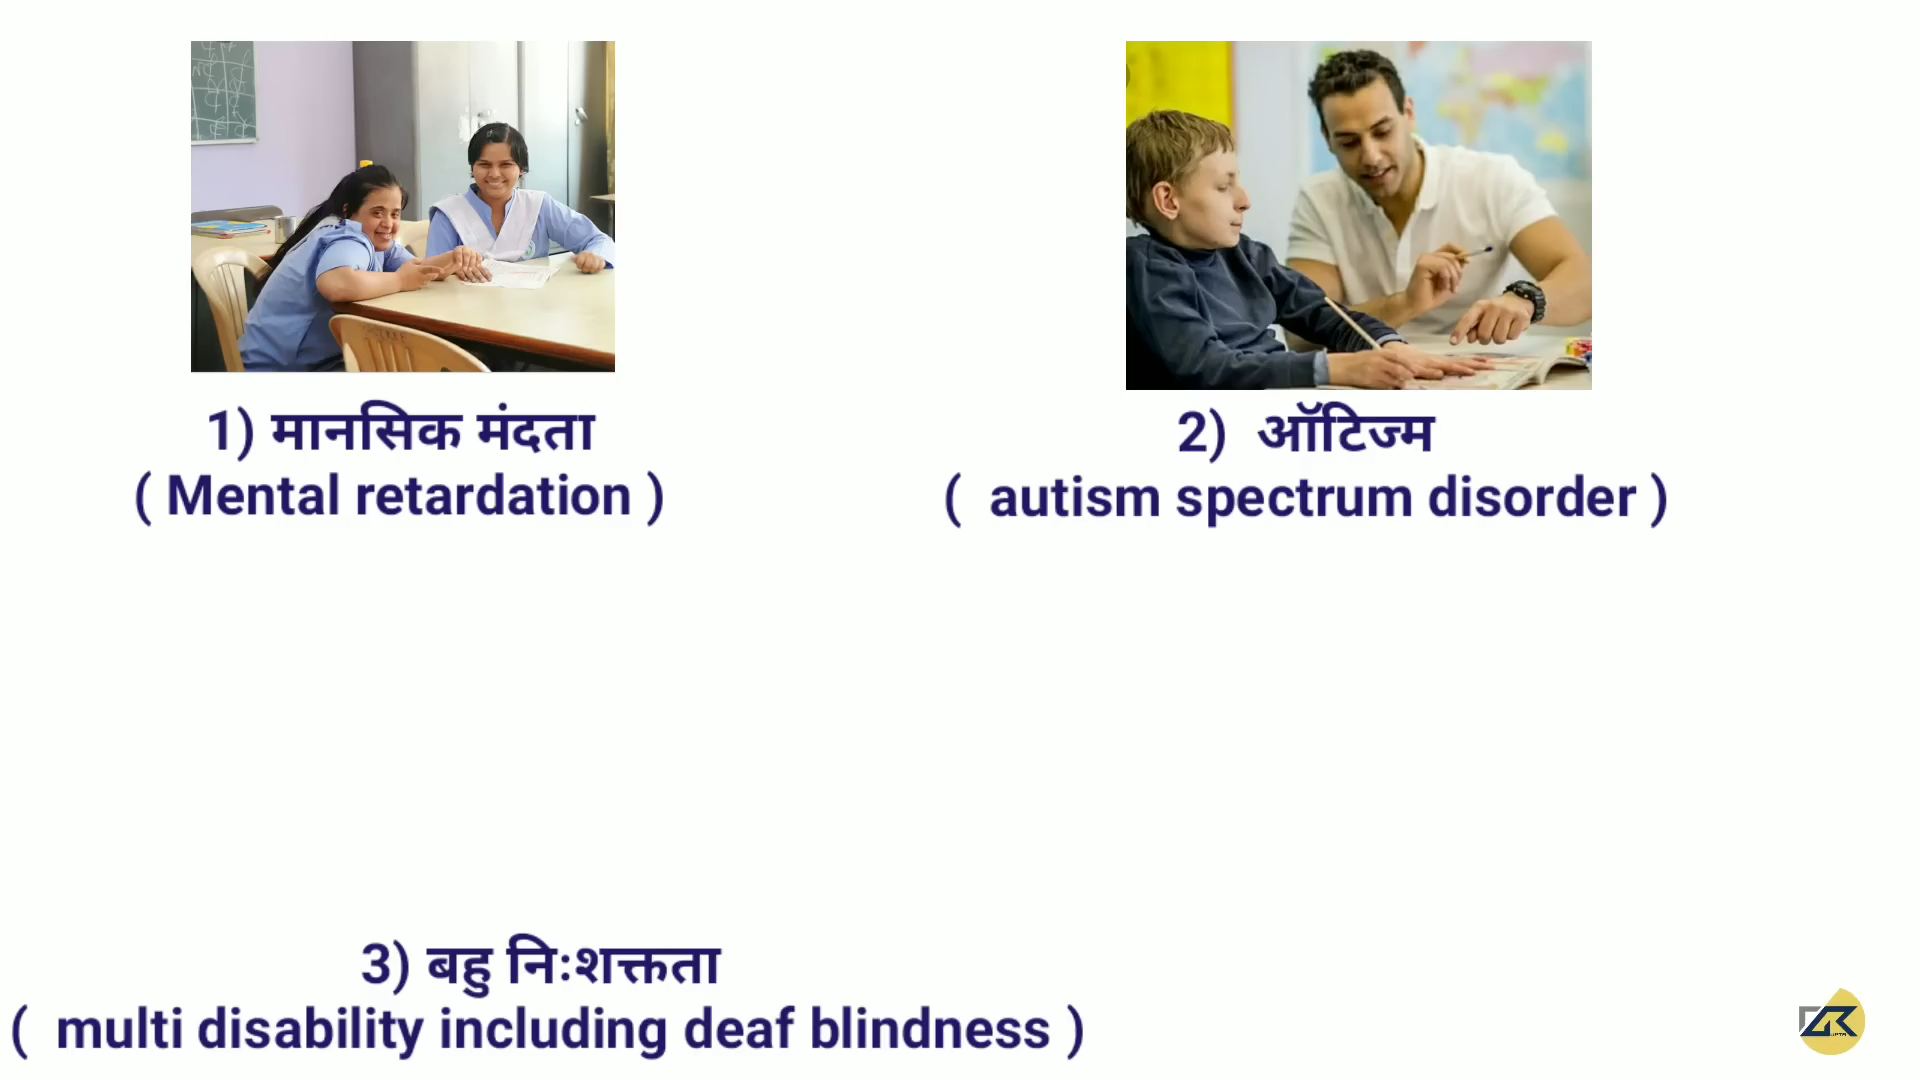 1) मानसिक मंदता
( Mental retardation )
2) ऑटिज्म
( autism spectrum disorder )
3) बहु निःशक्तता
( multi disability including deaf blindness )